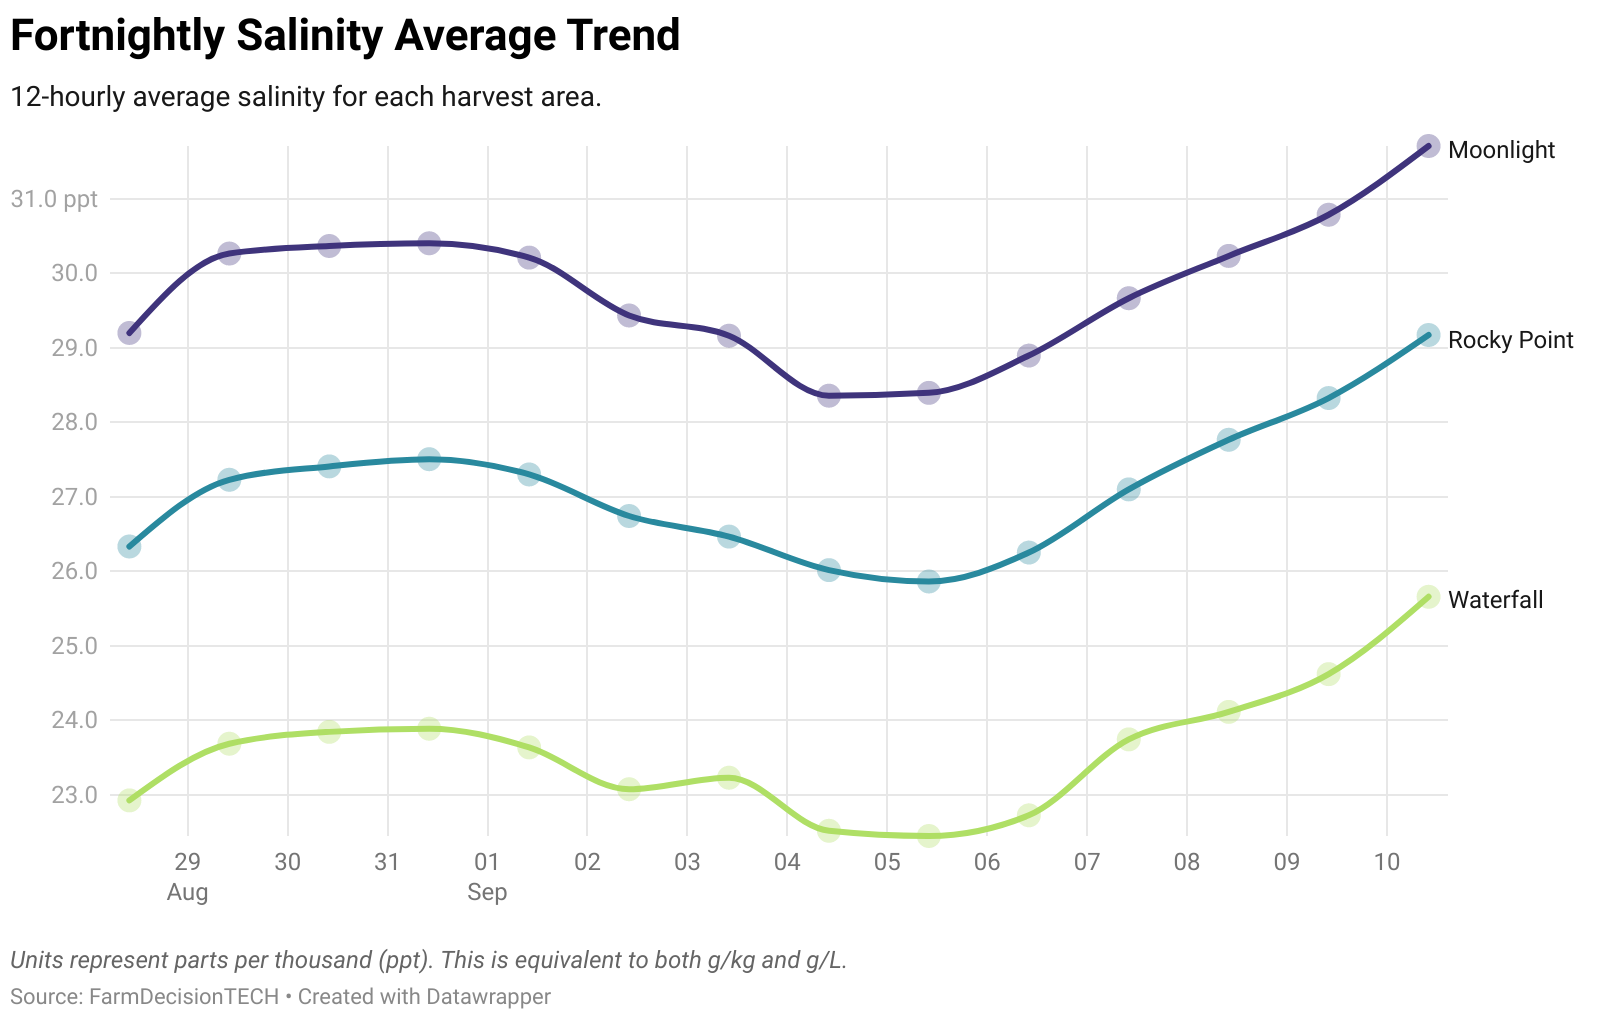 Fortnightly Salinity Average Trend
12-hourly average salinity for each harvest area.
Moonlight
31.0 ppt
30.0
29.0
Rocky Point
28.0
27.0
26.0
Waterfall
25.0
24.0
23.0
29 30 31 01 02 03 04 05 06 07 08 09 10
Aug Sep
Units represent parts per thousand (ppt). This is equivalent to both g/kg and g/L.
Source: FarmDecisionTECH • Created with Datawrapper